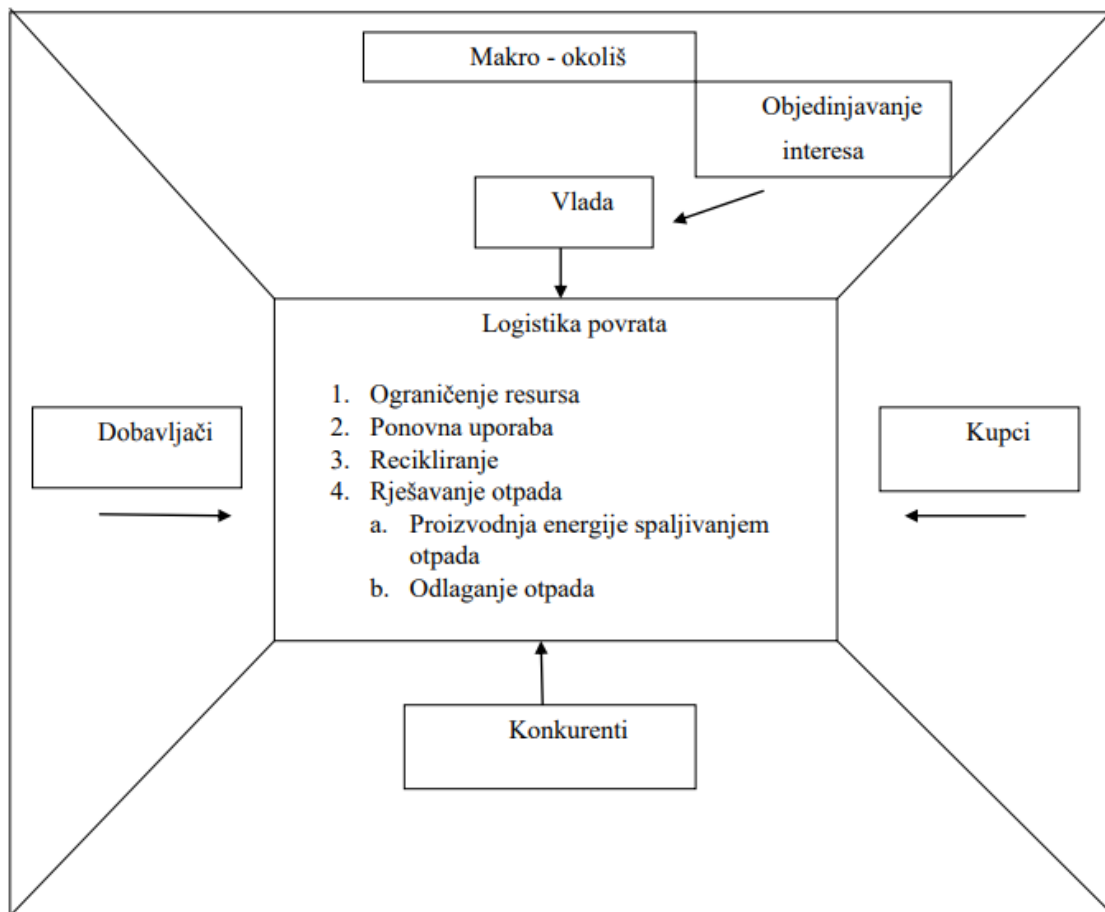 Makro - okoliš
Objedinjavanje
interesa
Vlada
Logistika povrata
1. Ograničenje resursa
2. Ponovna uporaba
3. Recikliranje
4. Rješavanje otpada
a. Proizvodnja energije spaljivanjem
otpada
b. Odlaganje otpada
Dobavljači
Kupci
Konkurenti